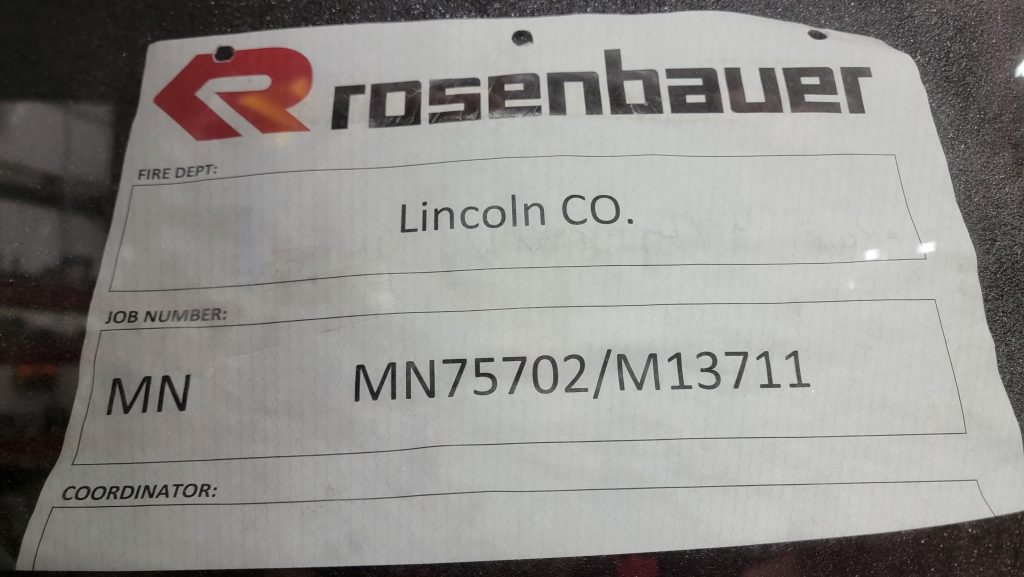 rosenbauer
FIRE DEPT:
Lincoln CO.
JOB NUMBER:
MN MN75702/M13711
COORDINATOR: